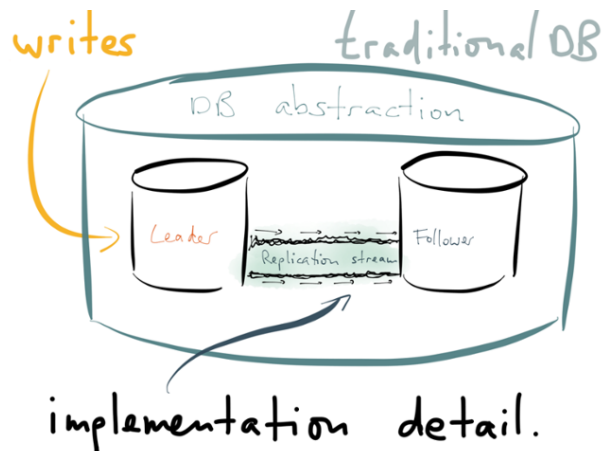 writes
traditional DB
DB abstraction
Leader
Replication stream
Follower
implementation detail.